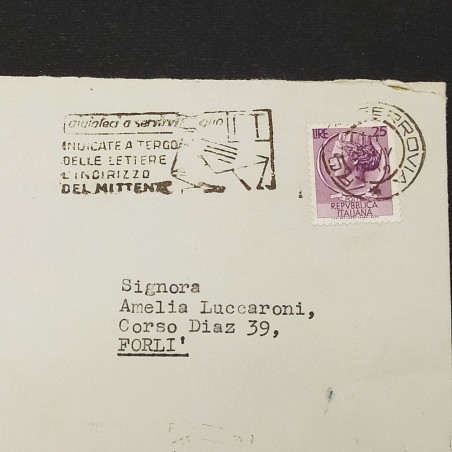 aiutateci a servirvi meglio
INDICATE A TERGO
DELLE LETTERE
L'INDIRIZZO
DEL MITTENTE
FERROVIA
LIRE 25
REPVBBLICA
ITALIANA
Signora
Amelia Luccaroni,
Corso Diaz 39,
FORLI'